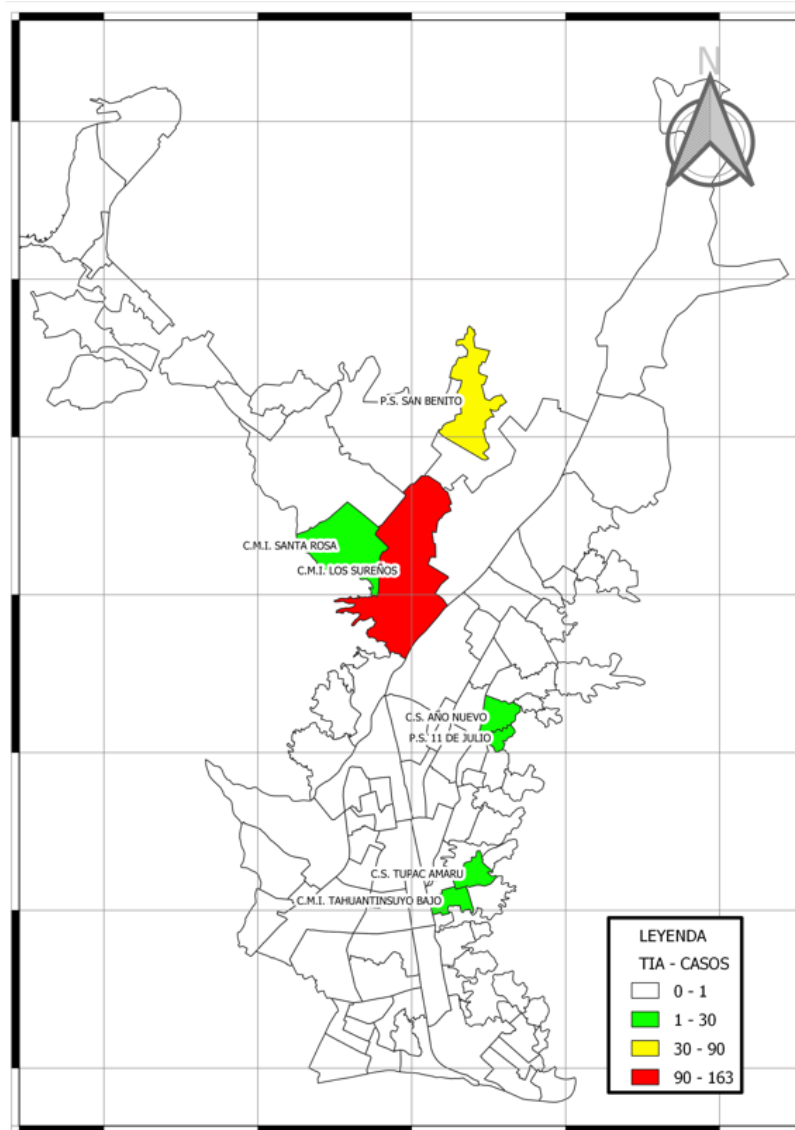 N
P.S. SAN BENITO
C.M.I. SANTA ROSA
C.M.I. LOS SUREÑOS
C.S. AÑO NUEVO
P.S. 11 DE JULIO
C.S. TUPAC AMARU
C.M.I. TAHUANTINSUYO BAJO
LEYENDA
TIA - CASOS
0 - 1
1 - 30
30 - 90
90 - 163